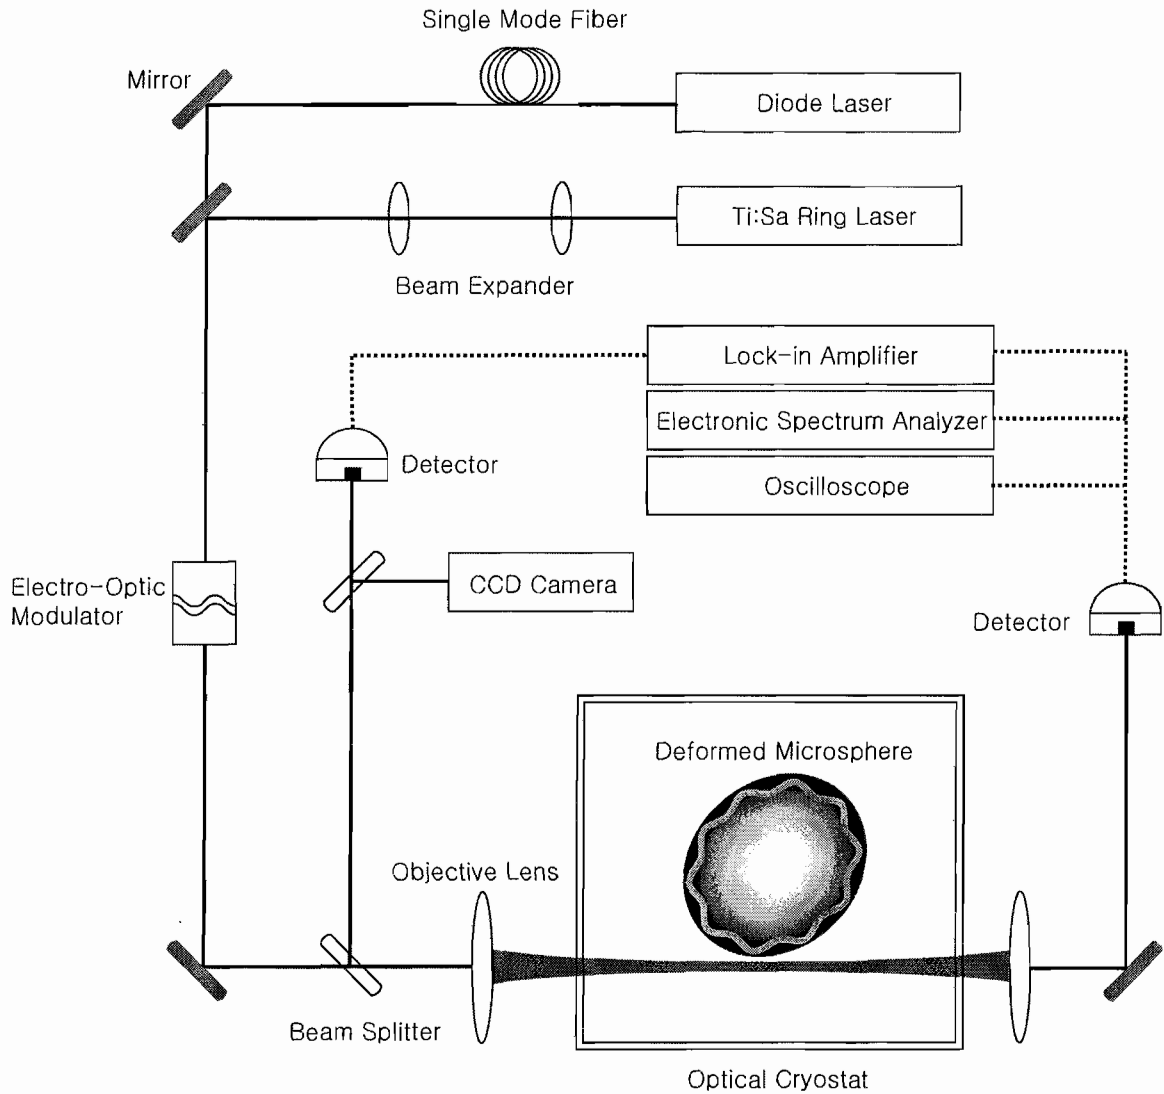 Single Mode Fiber
Mirror
Diode Laser
Ti:Sa Ring Laser
Beam Expander
Lock-in Amplifier
Electronic Spectrum Analyzer
Detector
Oscilloscope
CCD Camera
Electro-Optic
Modulator
Detector
Deformed Microsphere
Objective Lens
Beam Splitter
Optical Cryostat